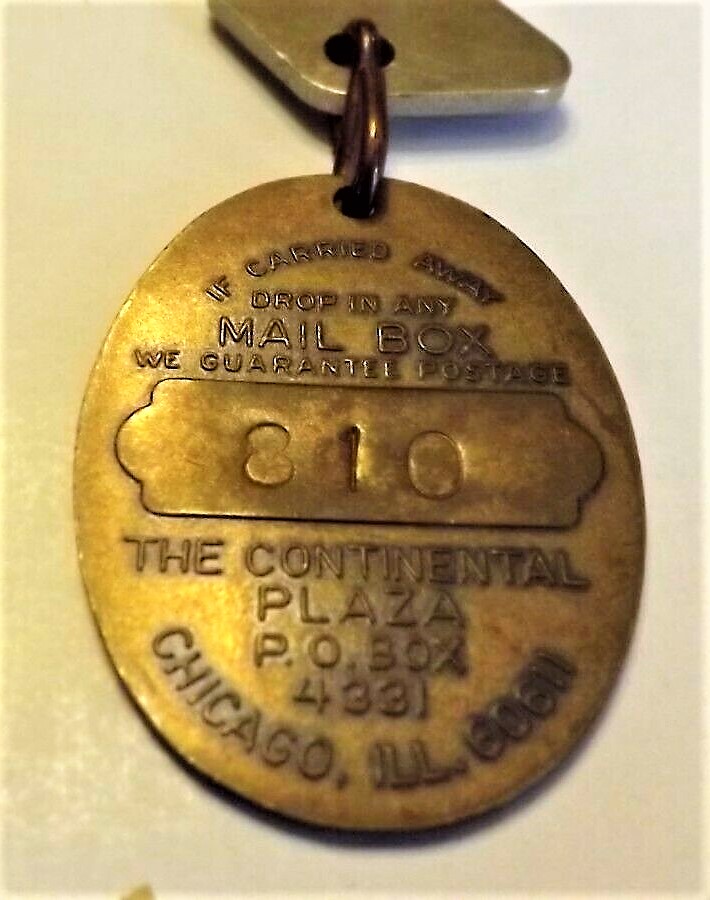 IF CARRIED AWAY
DROP IN ANY
MAIL BOX
WE GUARANTEE POSTAGE
810
THE CONTINENTAL
PLAZA
P. O. BOX
4331
CHICAGO, ILL. 60611